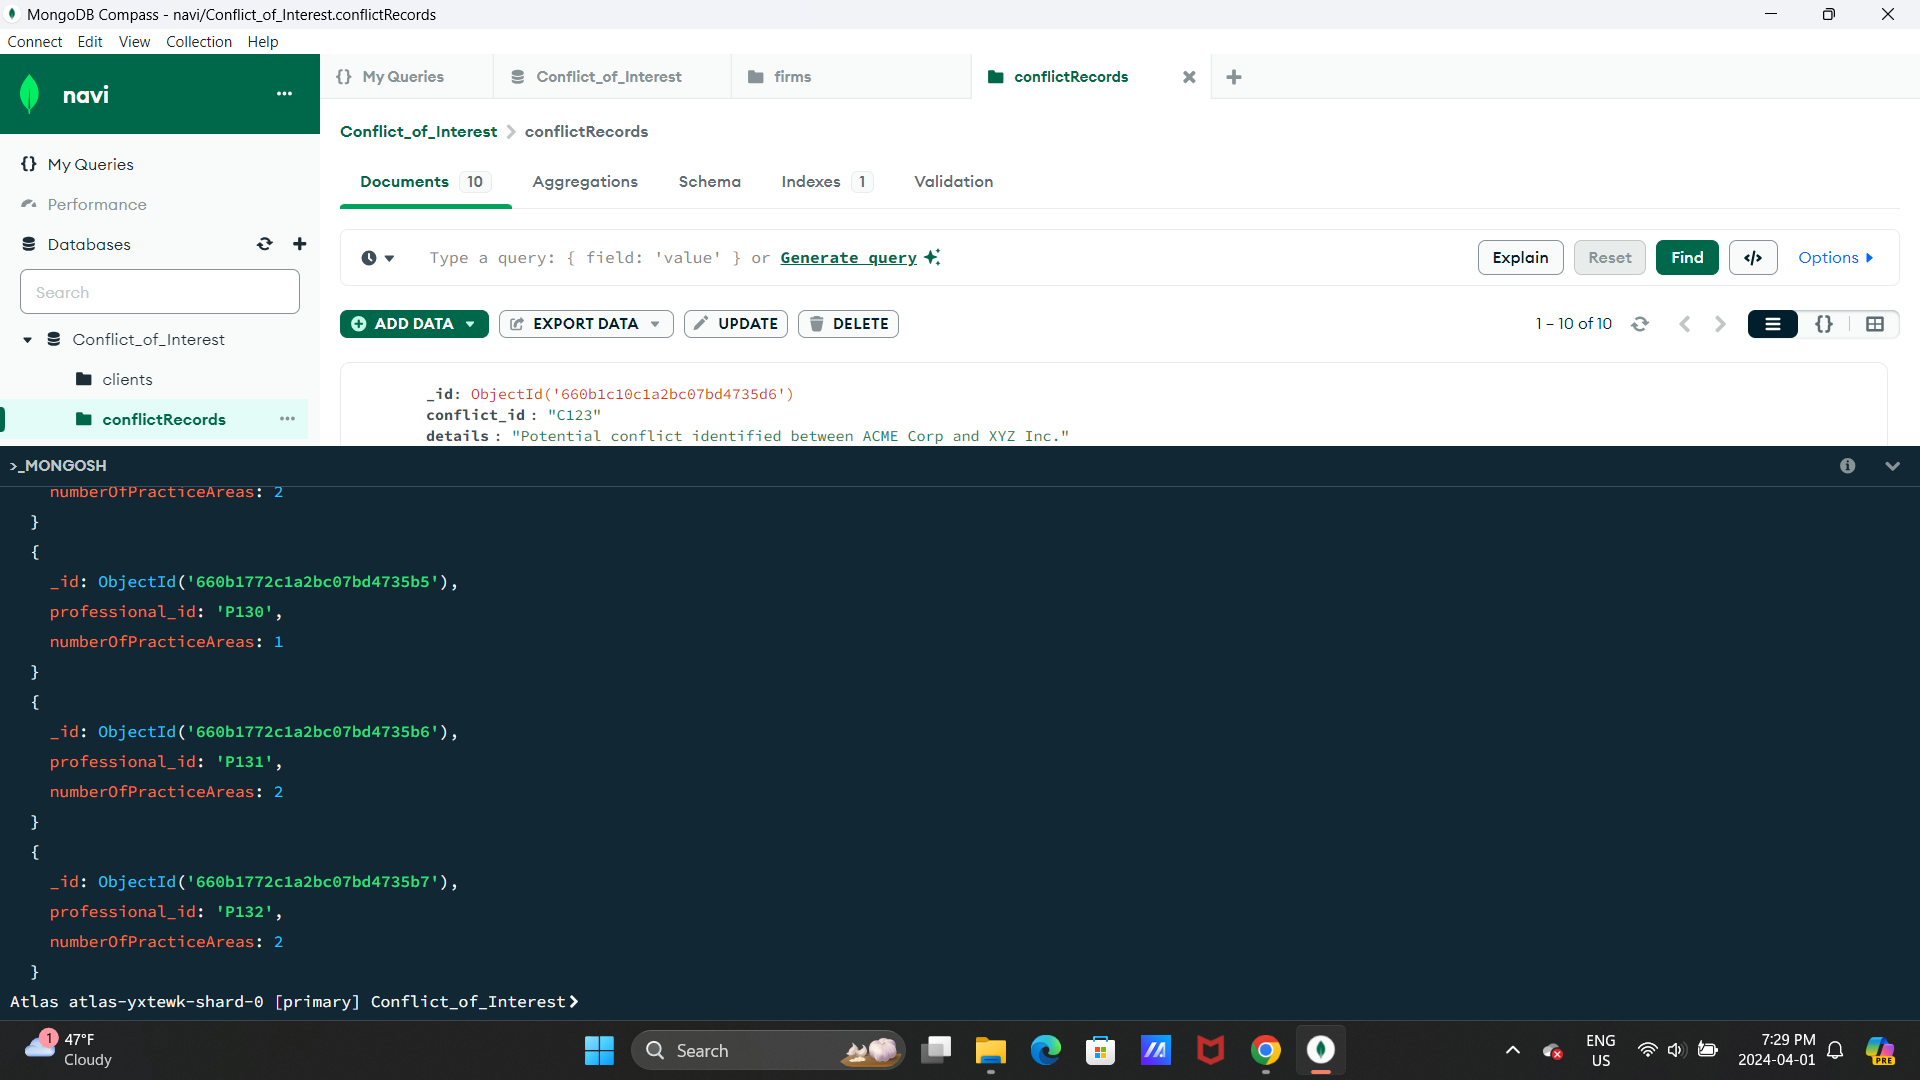 MongoDB Compass - navi/Conflict_of_Interest.conflictRecords
Connect Edit View Collection Help
navi
My Queries
Performance
Databases
Search
Conflict_of_Interest
clients
conflictRecords
{} My Queries
Conflict_of_Interest
firms
conflictRecords
Conflict_of_Interest > conflictRecords
Documents 10 Aggregations Schema Indexes 1 Validation
Type a query: { field: 'value' } or Generate query
Explain Reset Find </> Options
ADD DATA EXPORT DATA UPDATE DELETE
1 – 10 of 10 {}
_id: ObjectId('660b1c10c1a2bc07bd4735d6')
conflict_id : "C123"
details : "Potential conflict identified between ACME Corp and XYZ Inc."
>_MONGOSH
numberOfPracticeAreas: 2
}
{
_id: ObjectId('660b1772c1a2bc07bd4735b5'),
professional_id: 'P130',
numberOfPracticeAreas: 1
}
{
_id: ObjectId('660b1772c1a2bc07bd4735b6'),
professional_id: 'P131',
numberOfPracticeAreas: 2
}
{
_id: ObjectId('660b1772c1a2bc07bd4735b7'),
professional_id: 'P132',
numberOfPracticeAreas: 2
}
Atlas atlas-yxtewk-shard-0 [primary] Conflict_of_Interest>
1
47°F
Cloudy
Search
ENG
US
7:29 PM
2024-04-01
PRE